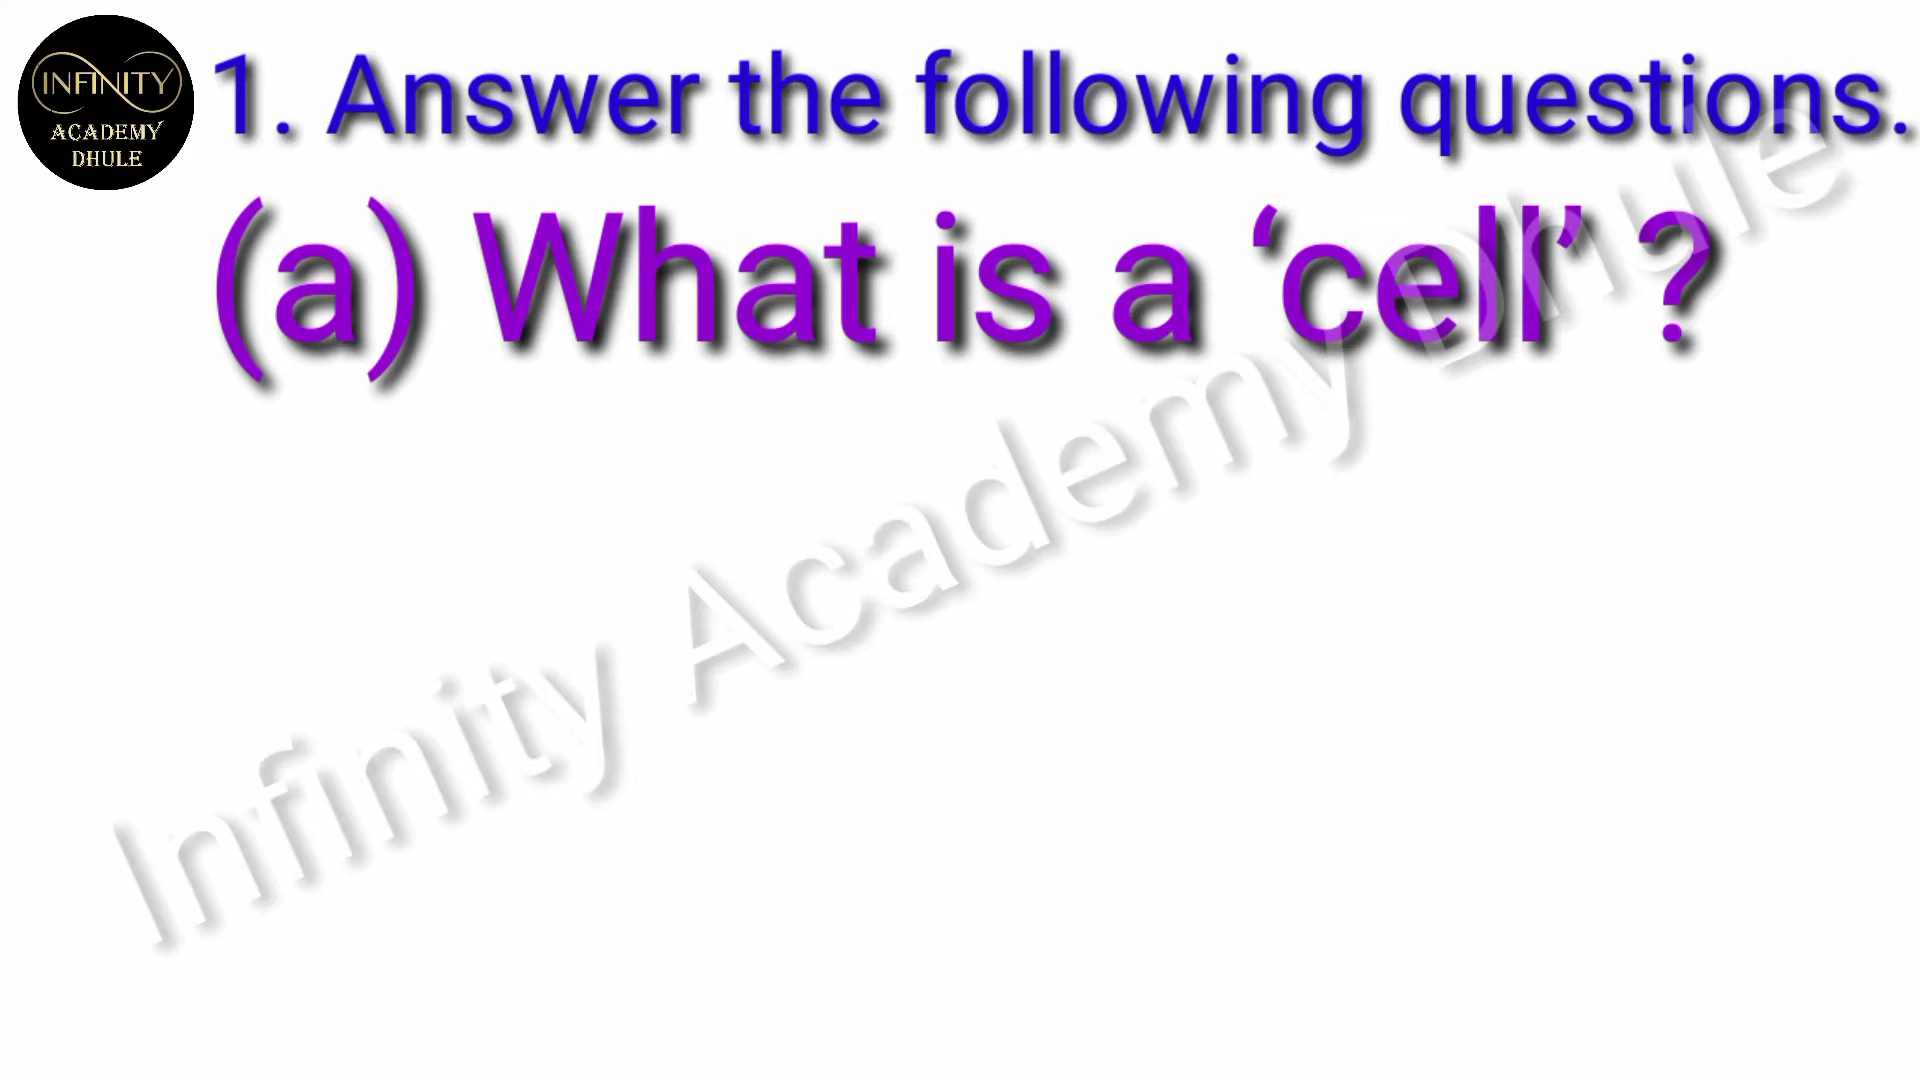 INFINITY
ACADEMY
DHULE
1. Answer the following questions.
(a) What is a ‘cell’ ?
Infinity Academy Dhule